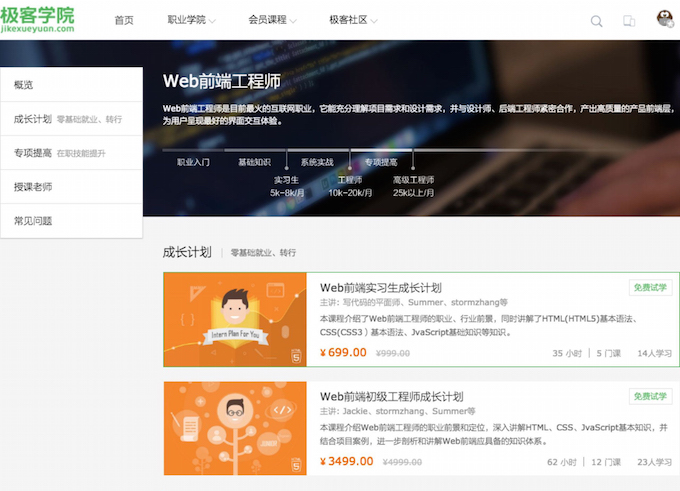 极客学院
jikexueyuan.com
首页
职业学院
会员课程
极客社区
概览
成长计划 零基础就业、转行
专项提高 在职技能提升
授课老师
常见问题
Web前端工程师
Web前端工程师是目前最火的互联网职业，它能充分理解项目需求和设计需求，并与设计师、后端工程师紧密合作，产出高质量的产品前端层，
为用户呈现最好的界面交互体验。
职业入门
基础知识
系统实战
专项提高
实习生
5k~8k/月
工程师
10k~20k/月
高级工程师
25k以上/月
成长计划 | 零基础就业、转行
Intern Plan For You
5
Web前端实习生成长计划
免费试学
主讲：写代码的平面师、Summer、stormzhang等
本课程介绍了Web前端工程师的职业、行业前景，同时讲解了HTML(HTML5)基本语法、
CSS(CSS3）基本语法、JvaScript基础知识等知识。
¥699.00 ¥999.00
35 小时 | 5 门课 14人学习
5
Web前端初级工程师成长计划
免费试学
主讲：Jackie、stormzhang、Summer等
本课程介绍Web前端工程师的职业前景和定位，深入讲解HTML、CSS、JvaScript基本知识，并
结合项目案例，进一步剖析和讲解Web前端应具备的知识体系。
¥3499.00 ¥4999.00
62 小时 | 12 门课 23人学习